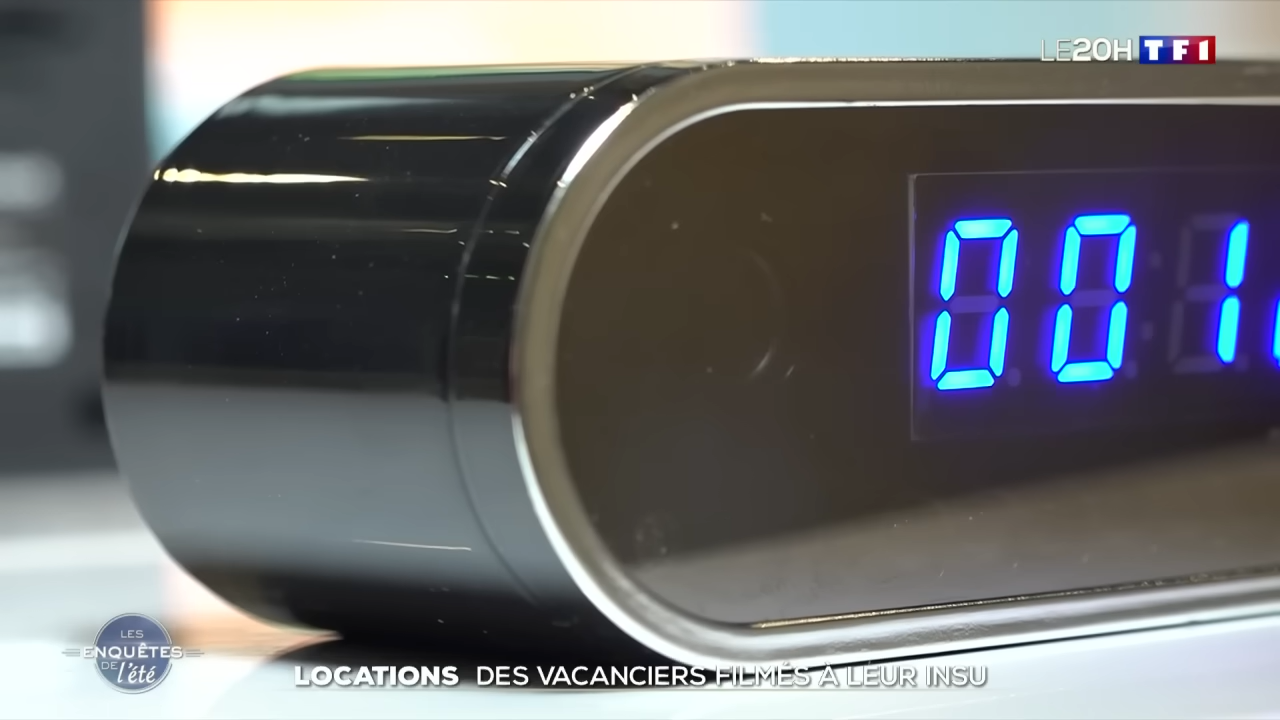 LE20H TF1
001
LES
ENQUÊTES
DE l'été
LOCATIONS DES VACANCIERS FILMÉS À LEUR INSU